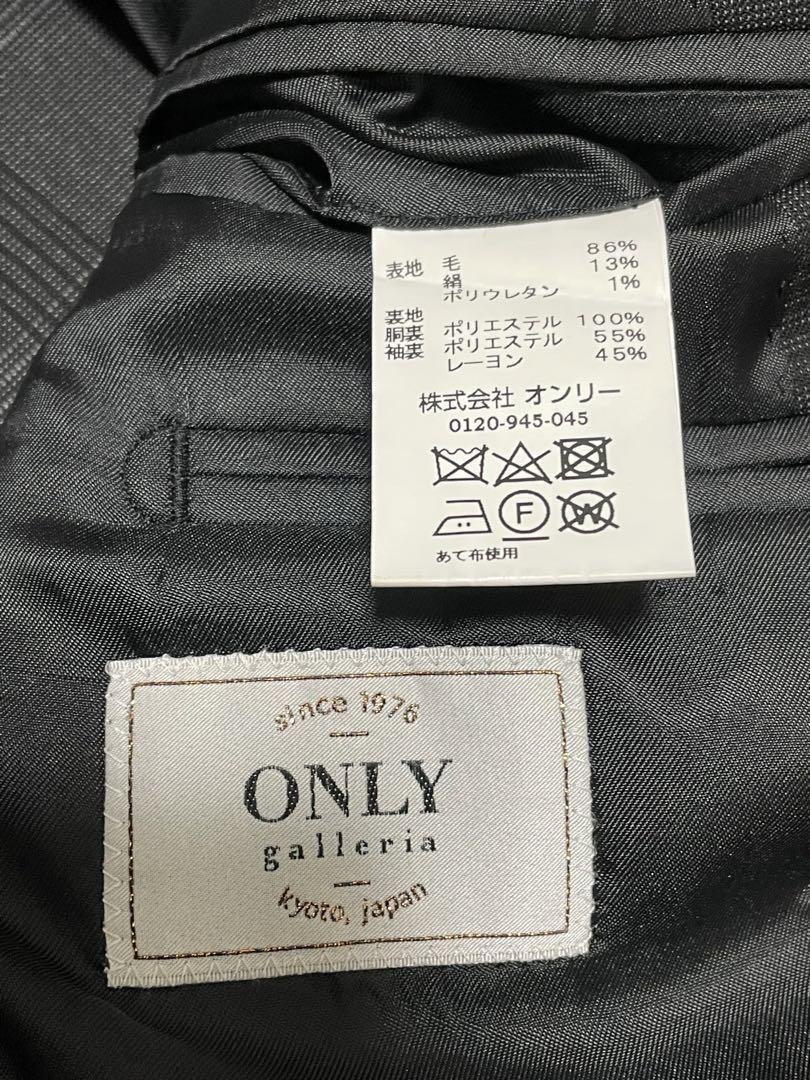 表地 毛 86%
絹 13%
ポリウレタン 1%
裏地
胴裏 ポリエステル 100%
袖裏 ポリエステル 55%
レーヨン 45%
株式会社 オンリー
0120-945-045
F W
あて布使用
since 1976
ONLY
galleria
kyoto, japan